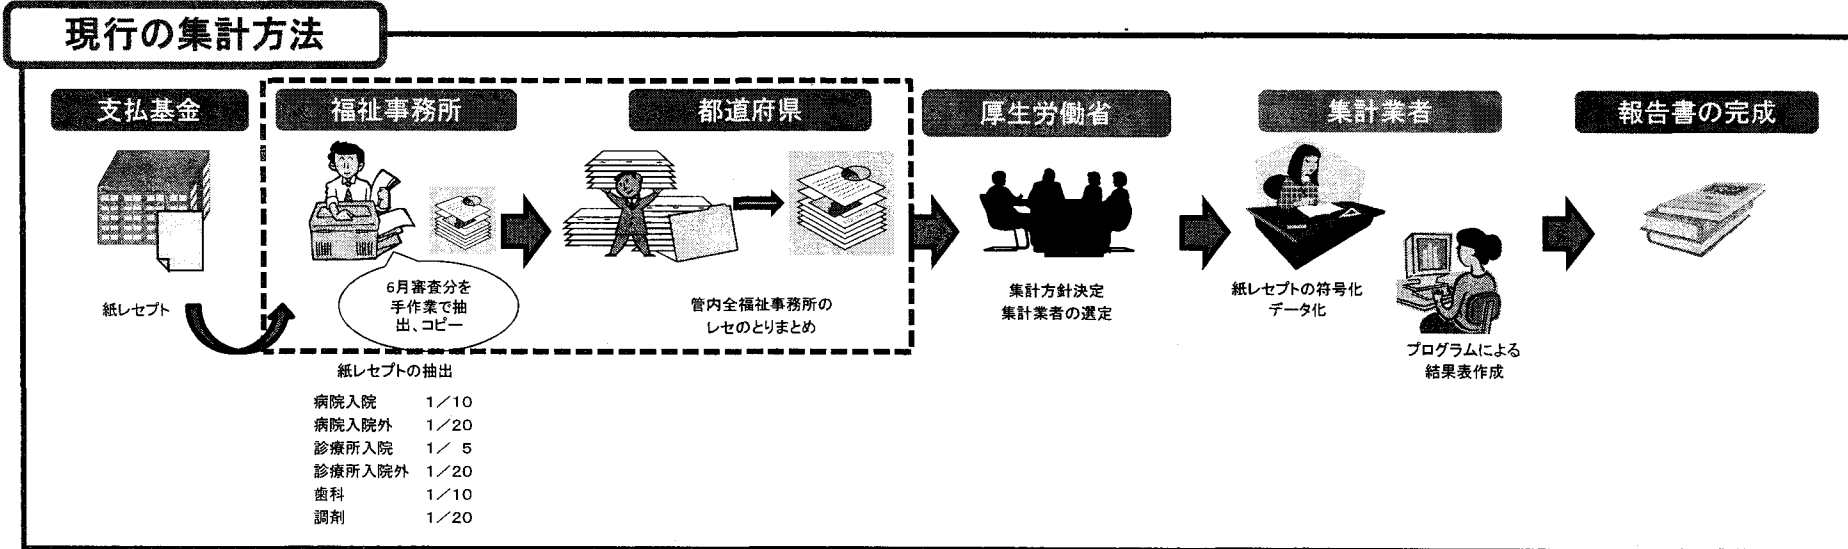 現行の集計方法
支払基金
福祉事務所
都道府県
厚生労働省
集計業者
報告書の完成
紙レセプト
6月審査分を
手作業で抽
出、コピー
管内全福祉事務所の
レセのとりまとめ
集計方針決定
集計業者の選定
紙レセプトの符号化
データ化
プログラムによる
結果表作成
紙レセプトの抽出
病院入院 1／10
病院入院外 1／20
診療所入院 1／ 5
診療所入院外 1／20
歯科 1／10
調剤 1／20